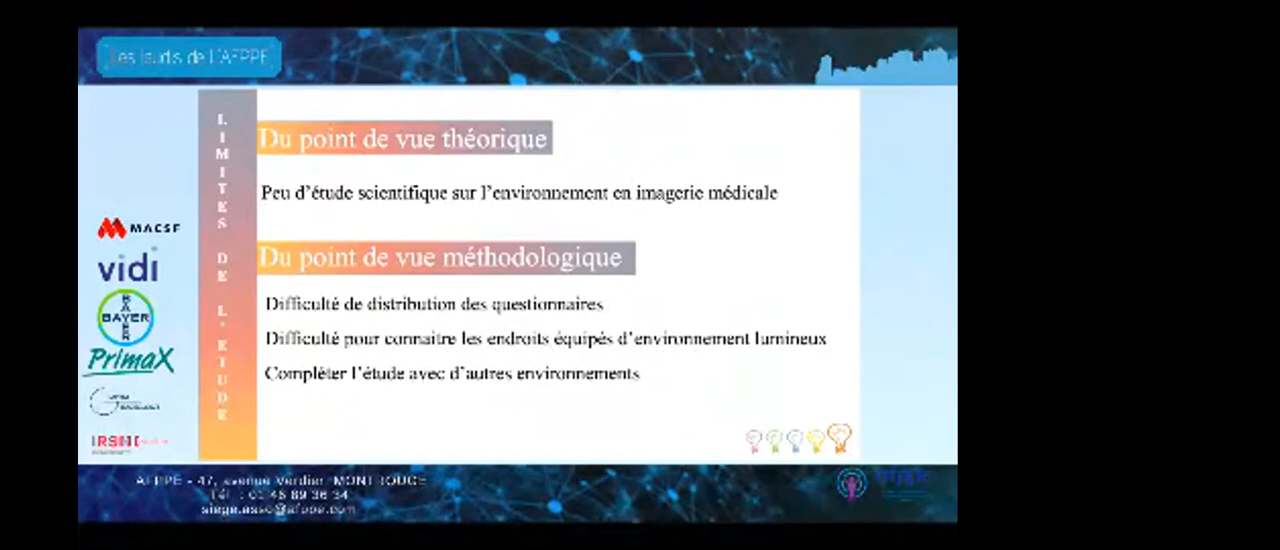 Les jeudis de L'AFPPE
LIMITES DE L'ETUDE
Du point de vue théorique
Peu d'étude scientifique sur l'environnement en imagerie médicale
Du point de vue méthodologique
Difficulté de distribution des questionnaires
Difficulté pour connaitre les endroits équipés d'environnement lumineux
Compléter l'étude avec d'autres environnements
MACSF
vidi
BAYER
BAYER
PrimaX
AFPPE - 47, avenue Verdier MONTROUGE
Tél : 01 46 89 36 34
siege.asso@afppe.com
afppe